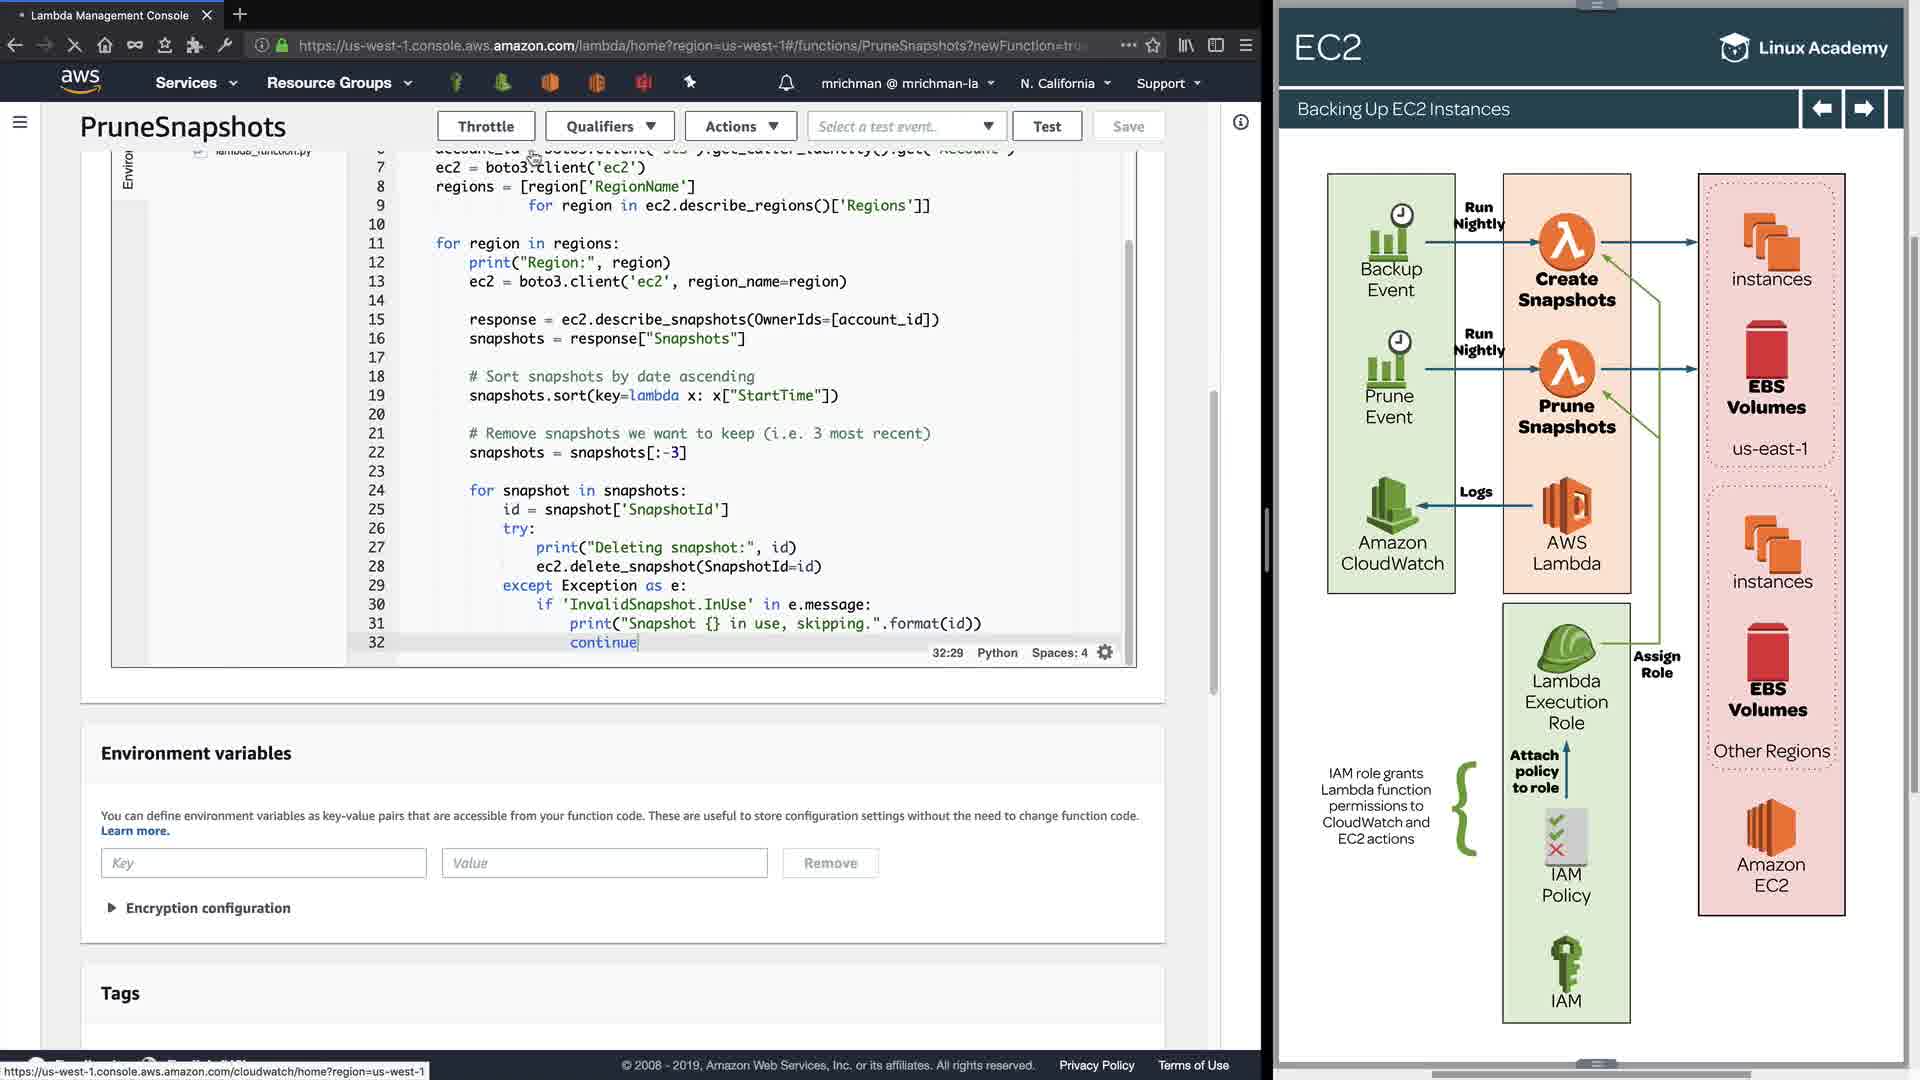 Lambda Management Console
https://us-west-1.console.aws.amazon.com/lambda/home?region=us-west-1#/functions/PruneSnapshots?newFunction=tru
aws
Services
Resource Groups
mrichman @ mrichman-la
N. California
Support
PruneSnapshots
Throttle
Qualifiers
Actions
Select a test event..
Test
Save
Enviro
lambda_function.py
7 ec2 = boto3.client('ec2')
8 regions = [region['RegionName']
9 for region in ec2.describe_regions()['Regions']]
10
11 for region in regions:
12 print("Region:", region)
13 ec2 = boto3.client('ec2', region_name=region)
14
15 response = ec2.describe_snapshots(OwnerIds=[account_id])
16 snapshots = response["Snapshots"]
17
18 # Sort snapshots by date ascending
19 snapshots.sort(key=lambda x: x["StartTime"])
20
21 # Remove snapshots we want to keep (i.e. 3 most recent)
22 snapshots = snapshots[:-3]
23
24 for snapshot in snapshots:
25 id = snapshot['SnapshotId']
26 try:
27 print("Deleting snapshot:", id)
28 ec2.delete_snapshot(SnapshotId=id)
29 except Exception as e:
30 if 'InvalidSnapshot.InUse' in e.message:
31 print("Snapshot {} in use, skipping.".format(id))
32 continue
32:29 Python Spaces: 4
Environment variables
You can define environment variables as key-value pairs that are accessible from your function code. These are useful to store configuration settings without the need to change function code.
Learn more.
Key
Value
Remove
Encryption configuration
Tags
© 2008 - 2019, Amazon Web Services, Inc. or its affiliates. All rights reserved.
Privacy Policy
Terms of Use
https://us-west-1.console.aws.amazon.com/cloudwatch/home?region=us-west-1
EC2
Linux Academy
Backing Up EC2 Instances
Backup
Event
Run
Nightly
Create
Snapshots
instances
Prune
Event
Run
Nightly
Prune
Snapshots
EBS
Volumes
us-east-1
Amazon
CloudWatch
Logs
AWS
Lambda
instances
EBS
Volumes
Other Regions
Lambda
Execution
Role
Assign
Role
Attach
policy
to role
IAM role grants
Lambda function
permissions to
CloudWatch and
EC2 actions
IAM
Policy
IAM
Amazon
EC2